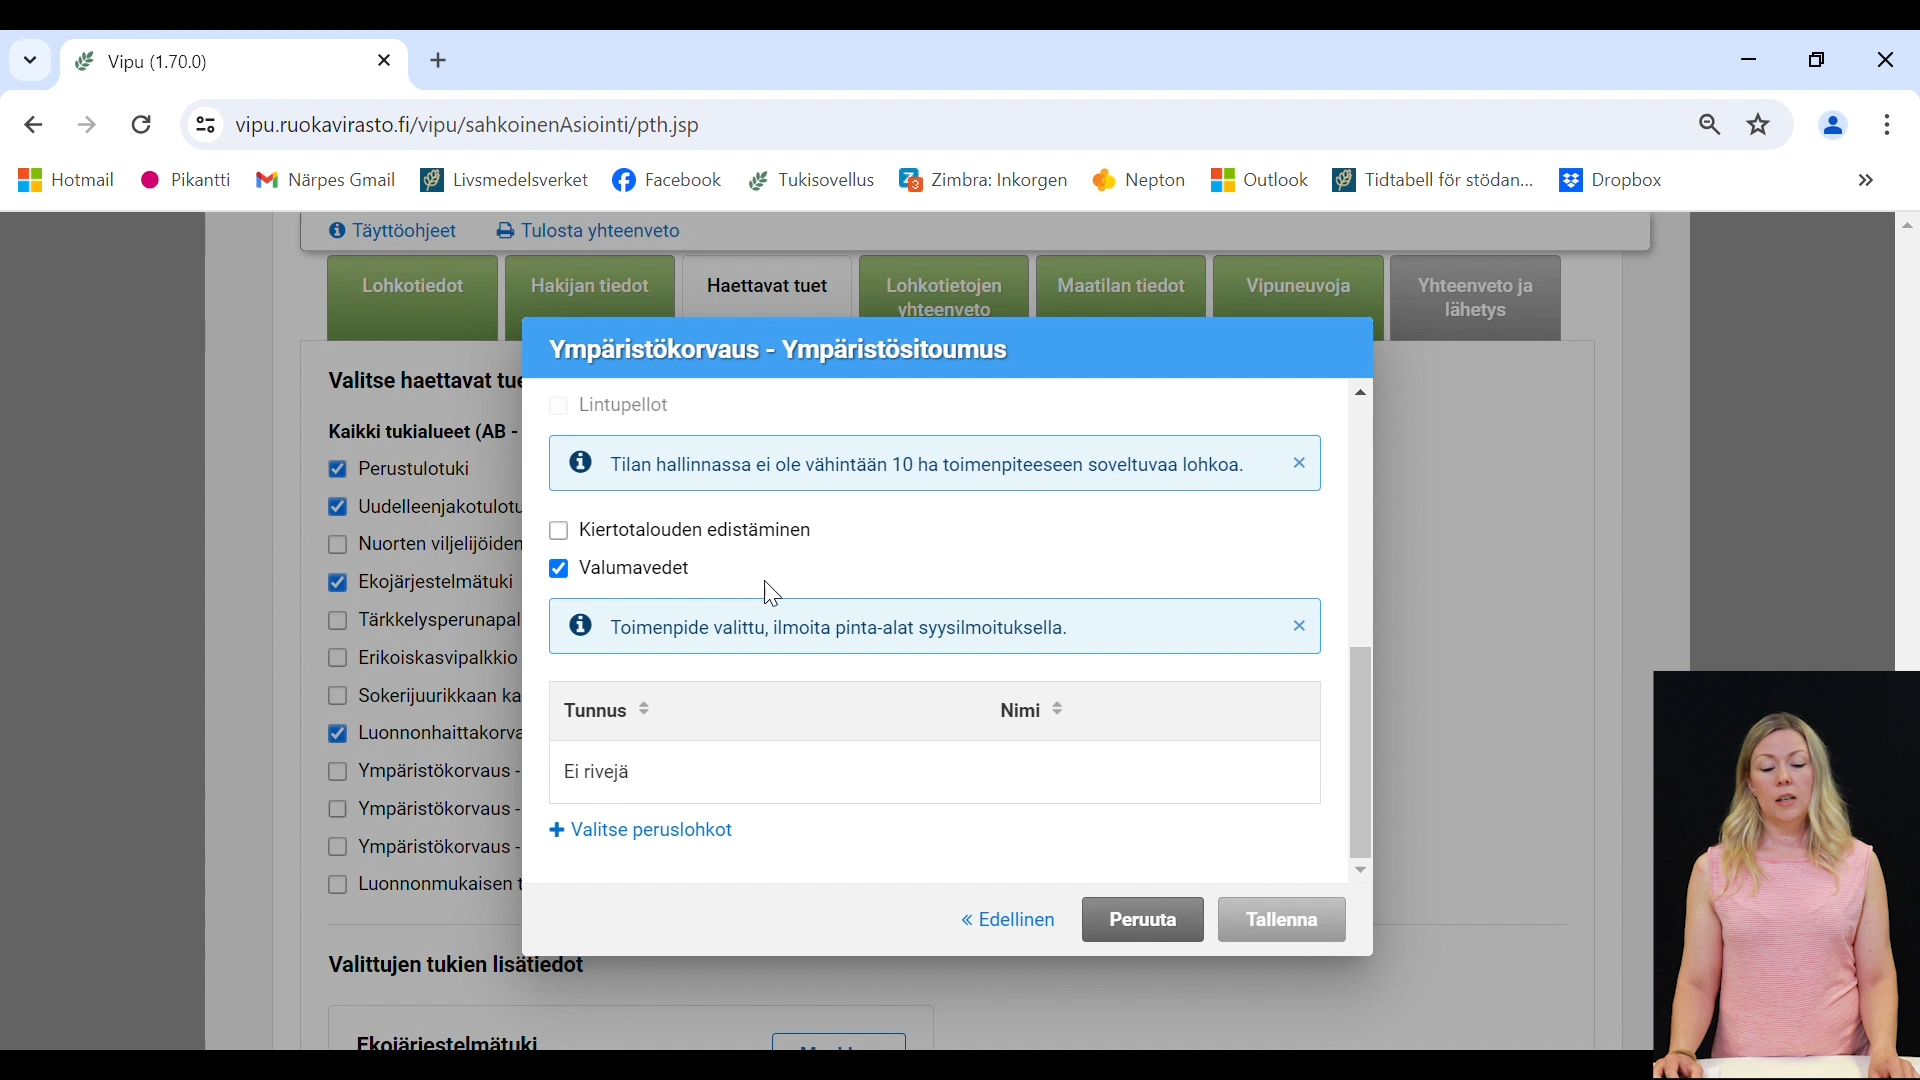 Vipu (1.70.0)
vipu.ruokavirasto.fi/vipu/sahkoinenAsiointi/pth.jsp
Hotmail Pikantti Närpes Gmail Livsmedelsverket Facebook Tukisovellus Zimbra: Inkorgen Nepton Outlook Tidtabell för stödan... Dropbox
Täyttöohjeet Tulosta yhteenveto
Lohkotiedot Hakijan tiedot Haettavat tuet Lohkotietojen yhteenveto Maatilan tiedot Vipuneuvoja Yhteenveto ja lähetys
Ympäristökorvaus - Ympäristösitoumus
Valitse haettavat tue
Kaikki tukialueet (AB -
Perustulotuki
Uudelleenjakotulotu
Nuorten viljelijöiden
Ekojärjestelmätuki
Tärkkelysperunapal
Erikoiskasvipalkkio
Sokerijuurikkaan ka
Luonnonhaittakorva
Ympäristökorvaus -
Ympäristökorvaus -
Ympäristökorvaus -
Luonnonmukaisen t
Valittujen tukien lisätiedot
Ekojärjestelmätuki
Lintupellot
Tilan hallinnassa ei ole vähintään 10 ha toimenpiteeseen soveltuvaa lohkoa.
Kiertotalouden edistäminen
Valumavedet
Toimenpide valittu, ilmoita pinta-alat syysilmoituksella.
Tunnus Nimi
Ei rivejä
Valitse peruslohkot
« Edellinen Peruuta Tallenna